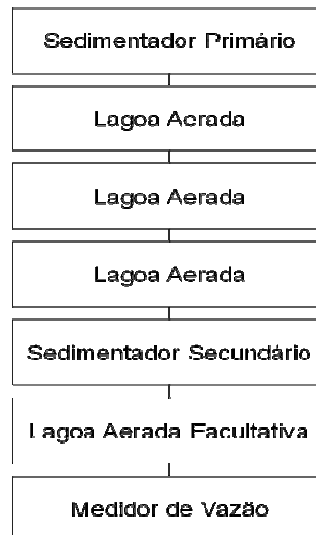 Sedimentador Primário
Lagoa Aerada
Lagoa Aerada
Lagoa Aerada
Sedimentador Secundário
Lagoa Aerada Facultativa
Medidor de Vazão